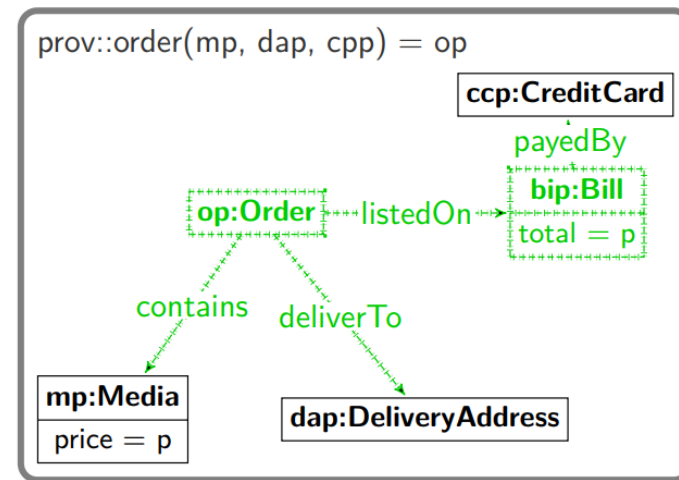 prov::order(mp, dap, cpp) = op
ccp:CreditCard
payedBy
bip:Bill
total = p
op:Order
listedOn
contains
deliverTo
mp:Media
price = p
dap:DeliveryAddress